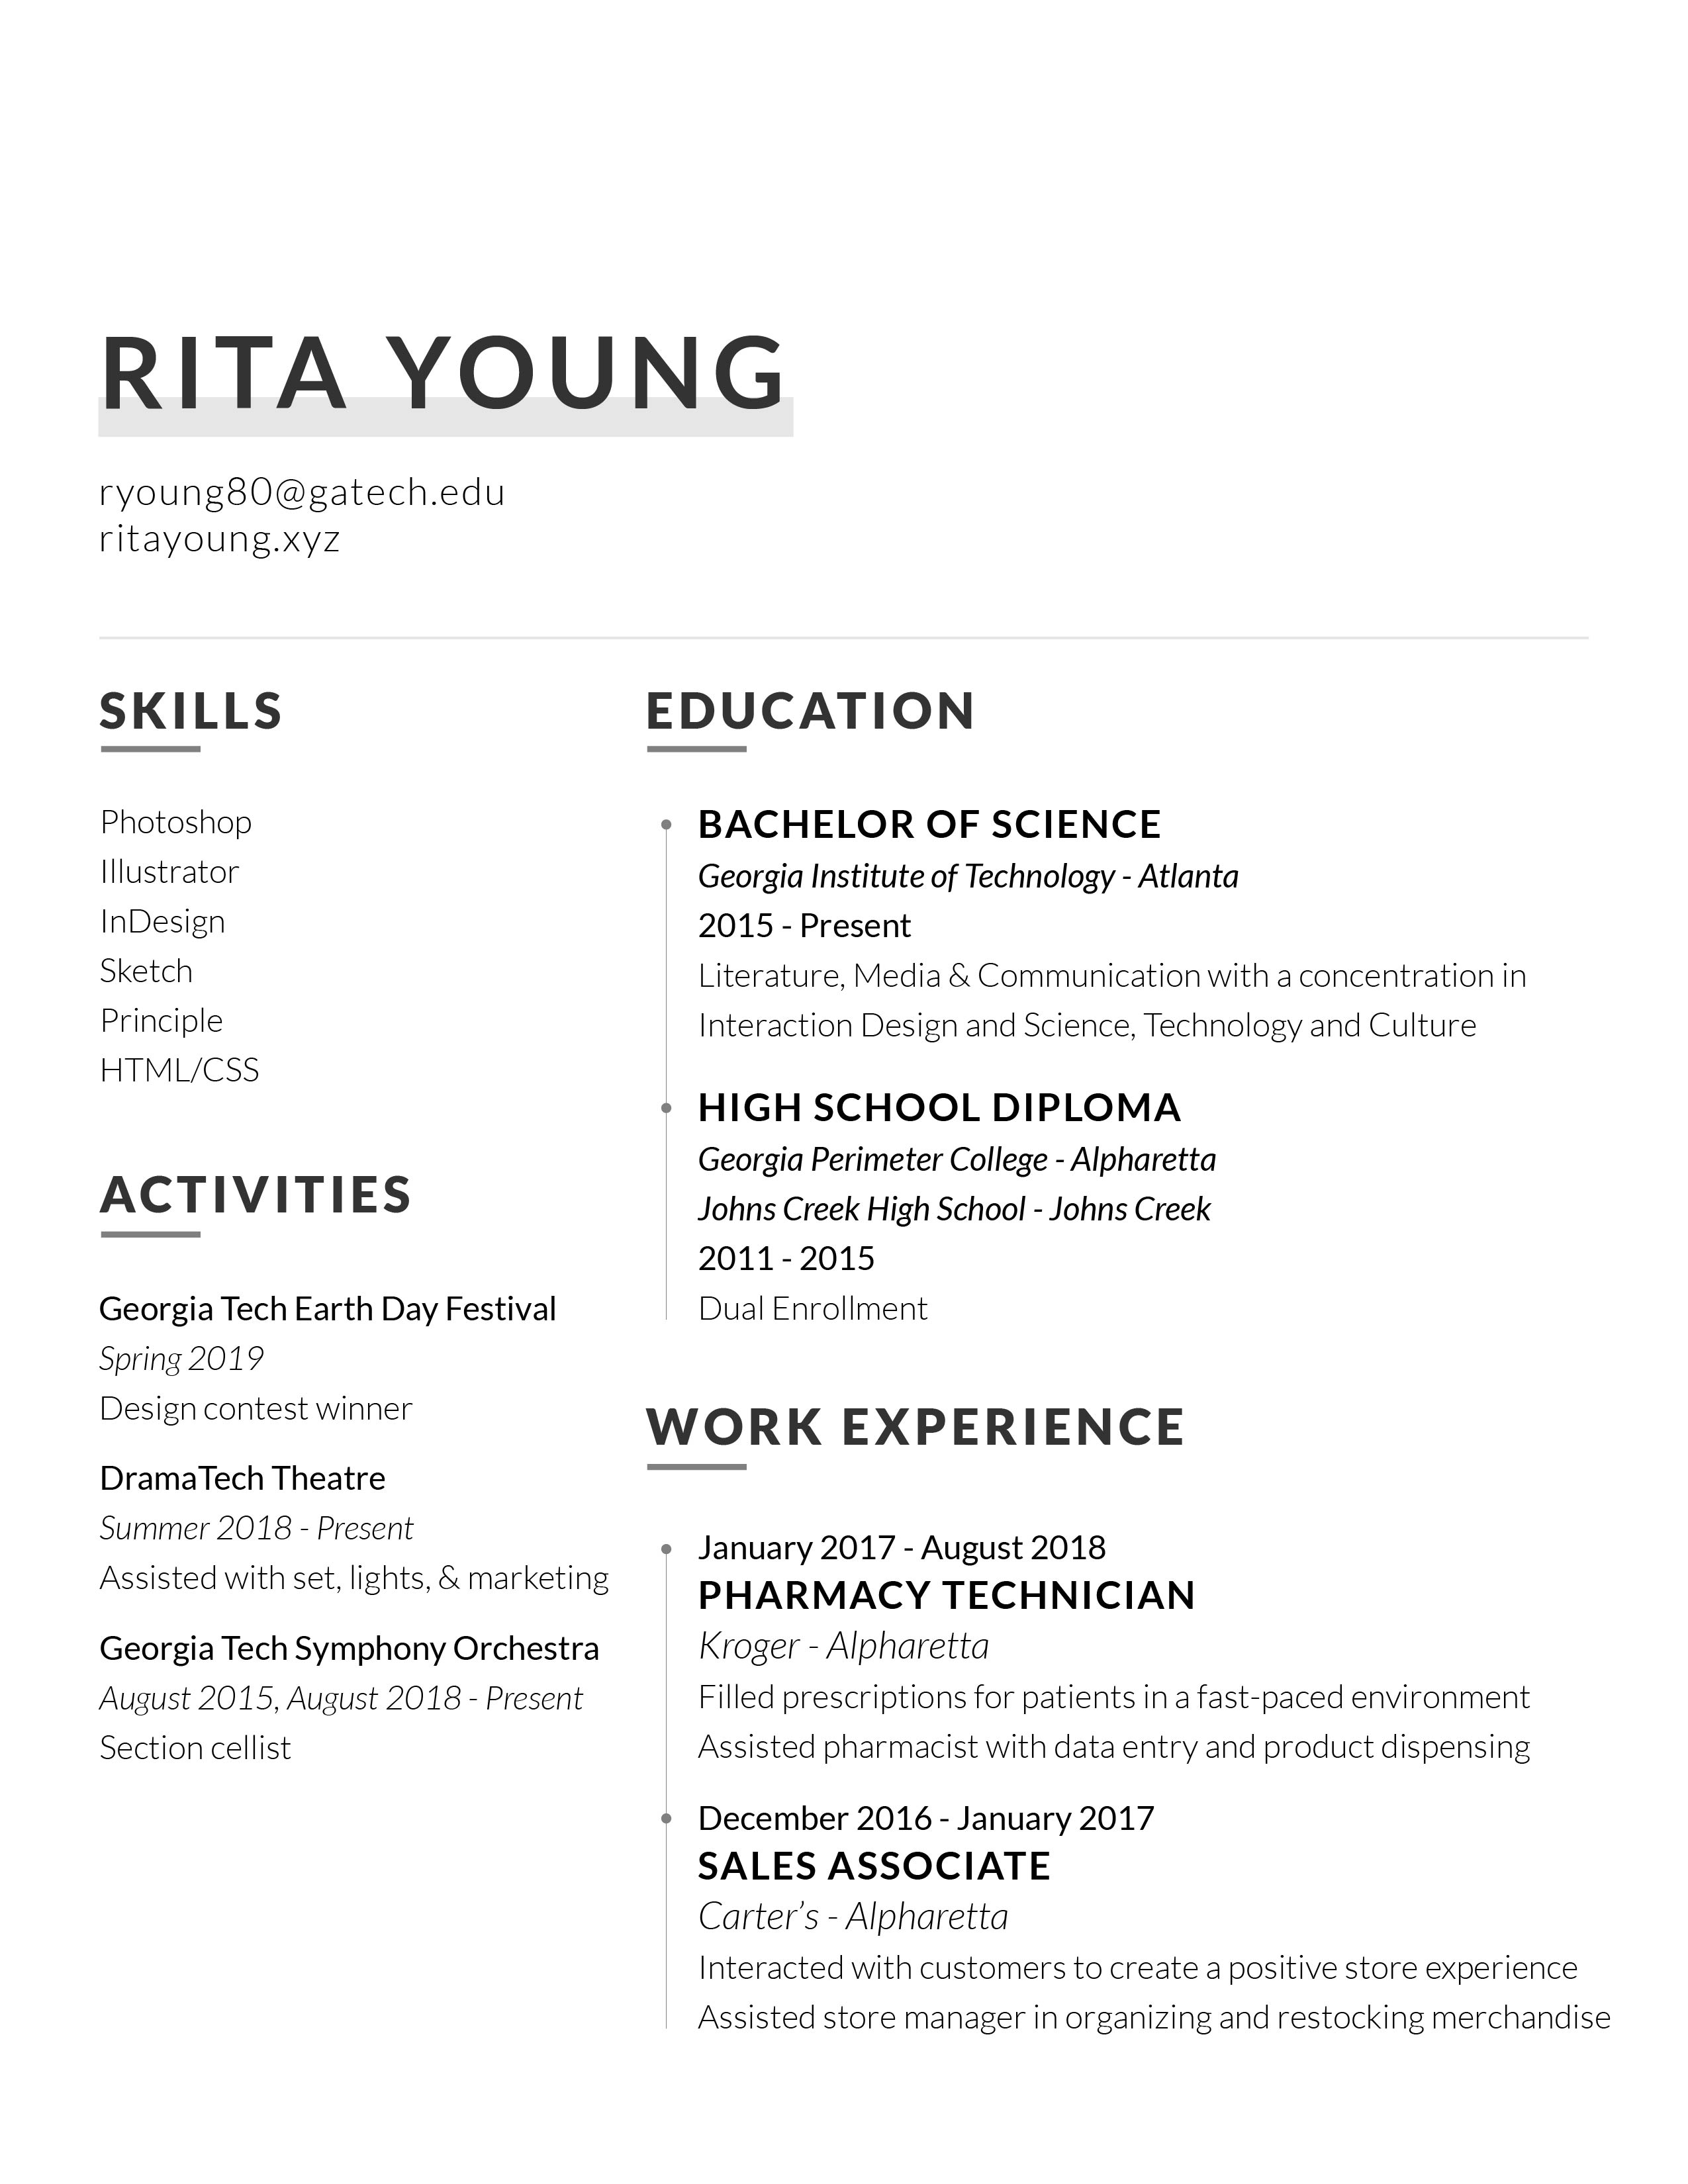 RITA YOUNG
ryoung80@gatech.edu
ritayoung.xyz
SKILLS
Photoshop
Illustrator
InDesign
Sketch
Principle
HTML/CSS
ACTIVITIES
Georgia Tech Earth Day Festival
Spring 2019
Design contest winner
DramaTech Theatre
Summer 2018 - Present
Assisted with set, lights, & marketing
Georgia Tech Symphony Orchestra
August 2015, August 2018 - Present
Section cellist
EDUCATION
BACHELOR OF SCIENCE
Georgia Institute of Technology - Atlanta
2015 - Present
Literature, Media & Communication with a concentration in
Interaction Design and Science, Technology and Culture
HIGH SCHOOL DIPLOMA
Georgia Perimeter College - Alpharetta
Johns Creek High School - Johns Creek
2011 - 2015
Dual Enrollment
WORK EXPERIENCE
January 2017 - August 2018
PHARMACY TECHNICIAN
Kroger - Alpharetta
Filled prescriptions for patients in a fast-paced environment
Assisted pharmacist with data entry and product dispensing
December 2016 - January 2017
SALES ASSOCIATE
Carter’s - Alpharetta
Interacted with customers to create a positive store experience
Assisted store manager in organizing and restocking merchandise